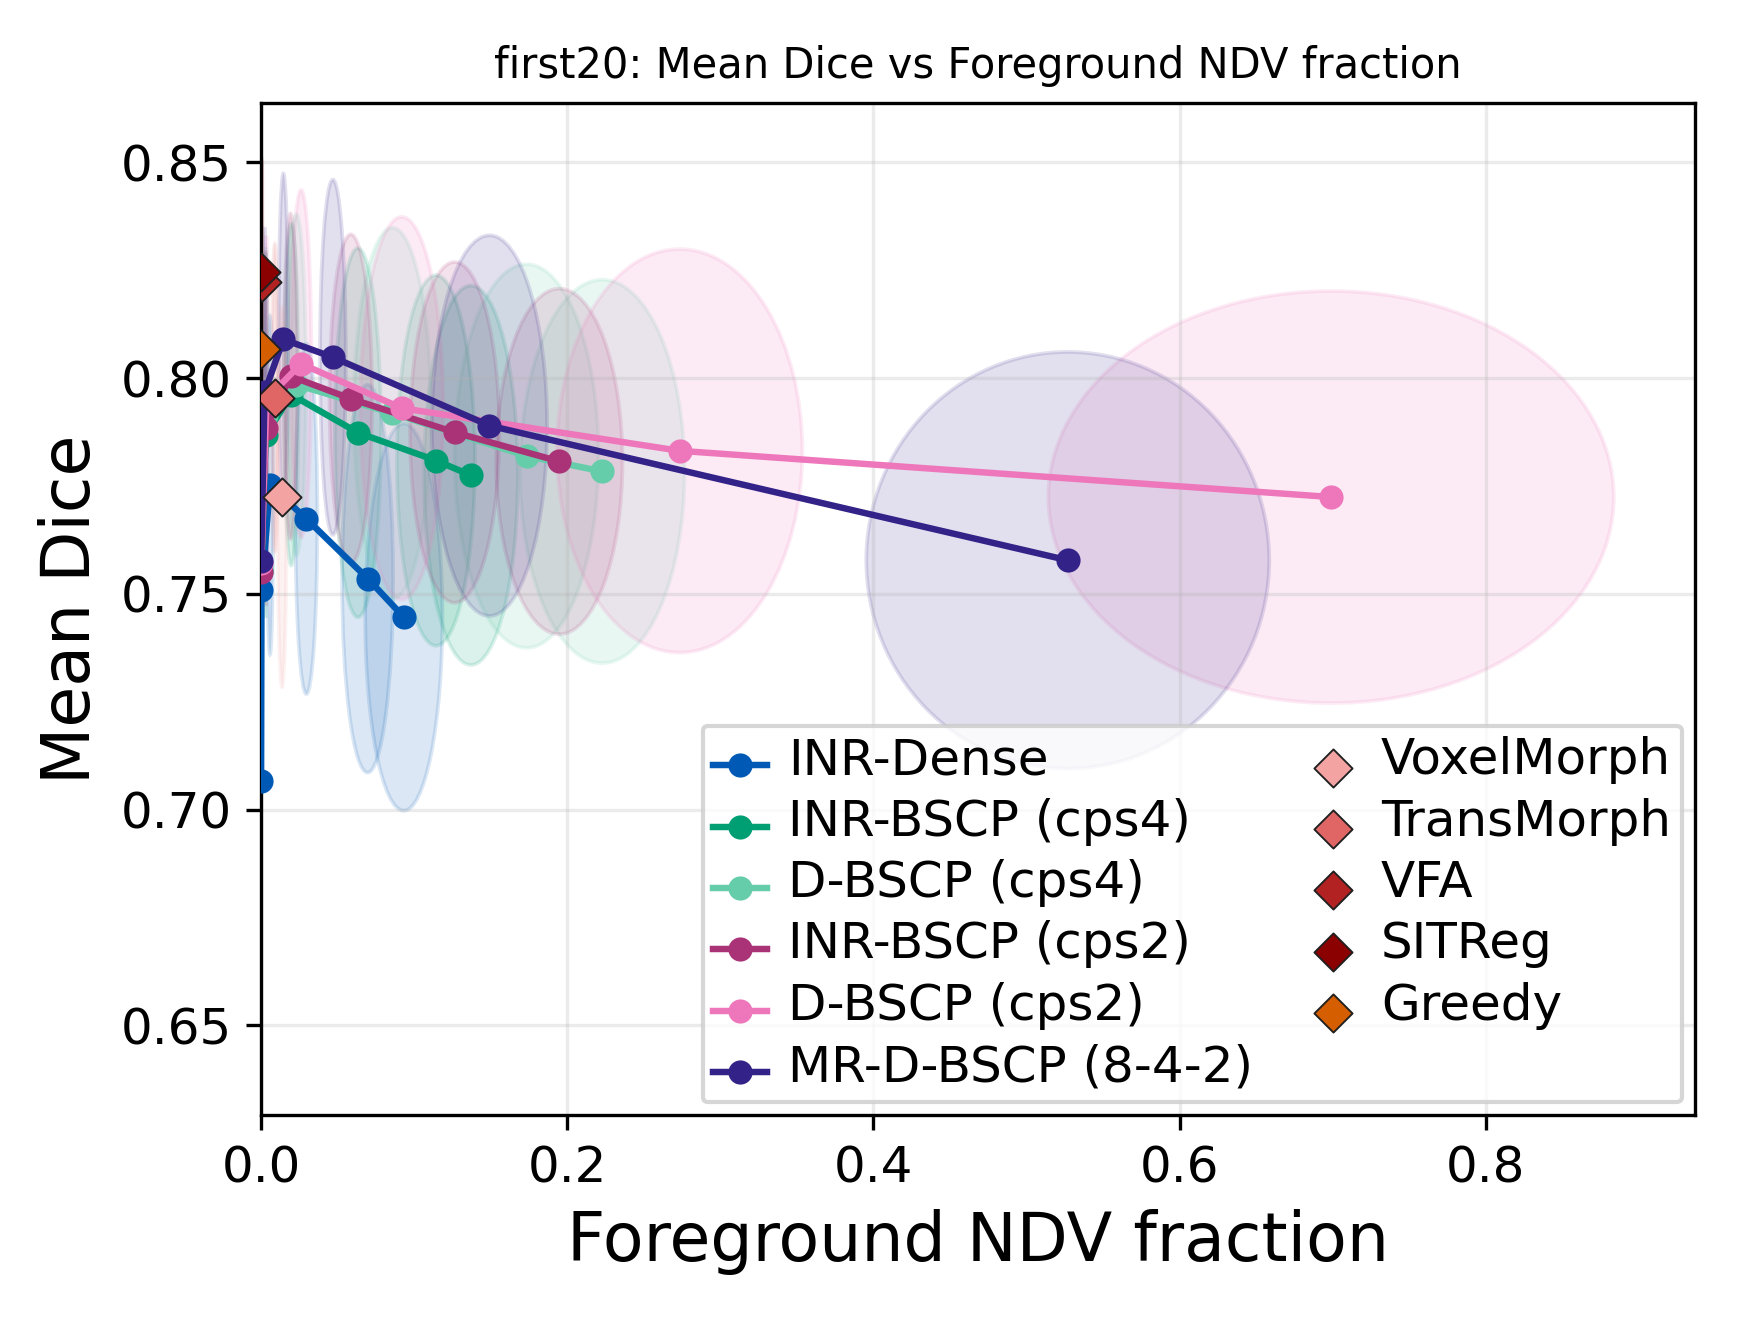 first20: Mean Dice vs Foreground NDV fraction
Mean Dice
0.85
0.80
0.75
0.70
0.65
INR-Dense
INR-BSCP (cps4)
D-BSCP (cps4)
INR-BSCP (cps2)
D-BSCP (cps2)
MR-D-BSCP (8-4-2)
VoxelMorph
TransMorph
VFA
SITReg
Greedy
0.0 0.2 0.4 0.6 0.8
Foreground NDV fraction